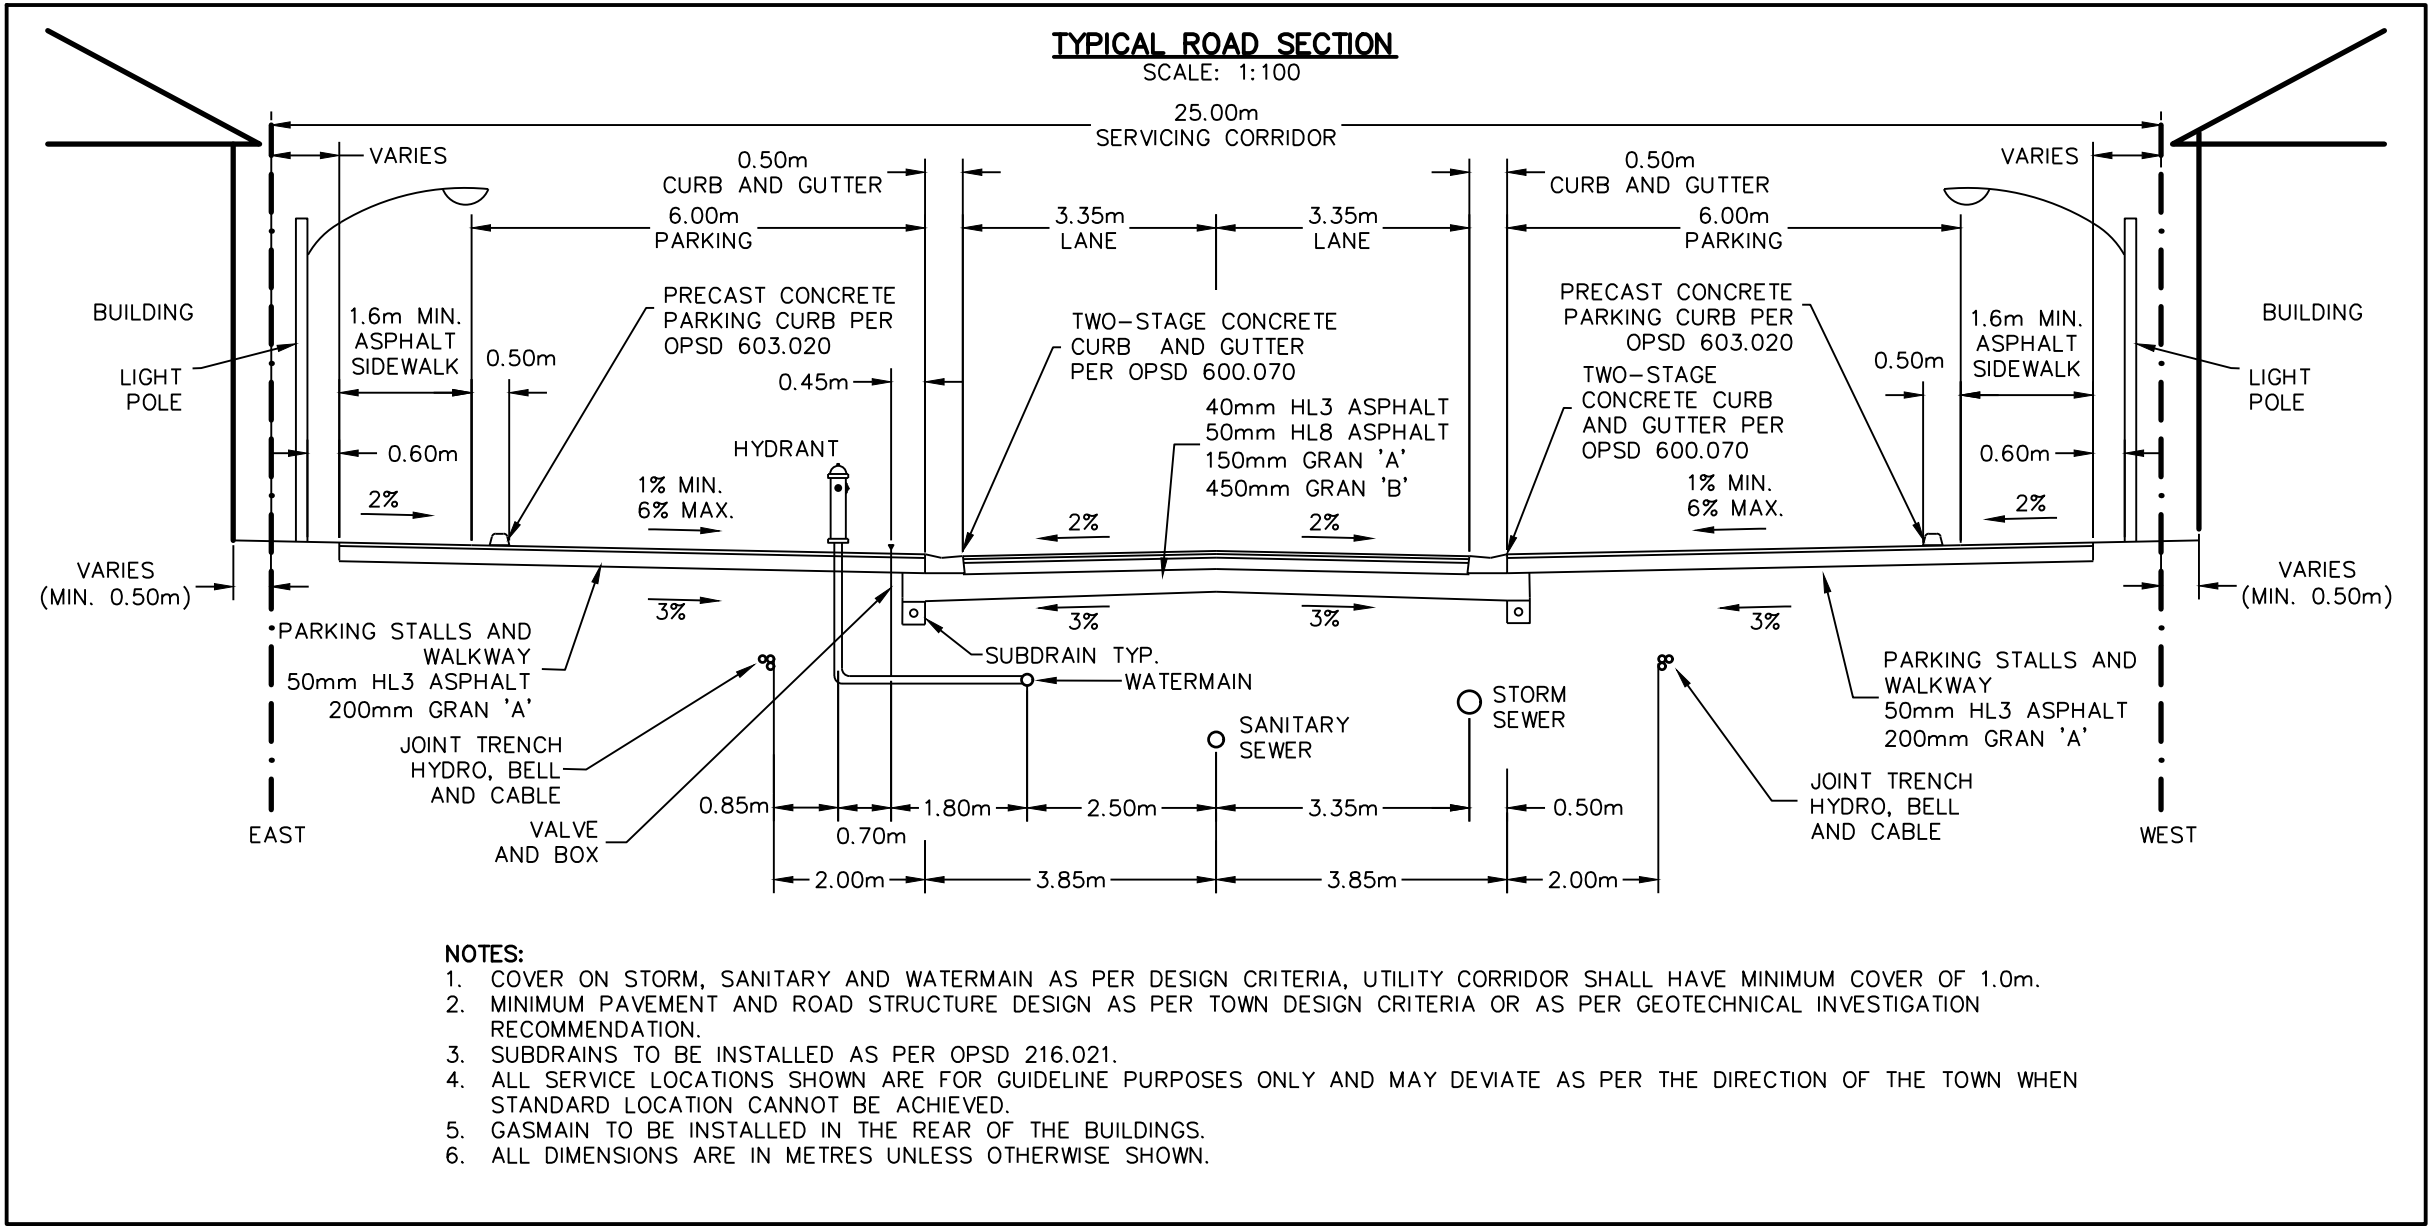 TYPICAL ROAD SECTION
SCALE: 1:100
25.00m
SERVICING CORRIDOR
VARIES
0.50m
CURB AND GUTTER
0.50m
CURB AND GUTTER
VARIES
6.00m
PARKING
3.35m
LANE
3.35m
LANE
6.00m
PARKING
BUILDING
LIGHT
POLE
1.6m MIN.
ASPHALT
SIDEWALK
0.50m
PRECAST CONCRETE
PARKING CURB PER
OPSD 603.020
0.45m
TWO-STAGE CONCRETE
CURB AND GUTTER
PER OPSD 600.070
40mm HL3 ASPHALT
50mm HL8 ASPHALT
150mm GRAN 'A'
450mm GRAN 'B'
PRECAST CONCRETE
PARKING CURB PER
OPSD 603.020
TWO-STAGE
CONCRETE CURB
AND GUTTER PER
OPSD 600.070
0.50m
1.6m MIN.
ASPHALT
SIDEWALK
BUILDING
LIGHT
POLE
0.60m
HYDRANT
0.60m
2%
1% MIN.
6% MAX.
2%
2%
1% MIN.
6% MAX.
2%
VARIES
(MIN. 0.50m)
3%
3%
3%
3%
VARIES
(MIN. 0.50m)
PARKING STALLS AND
WALKWAY
50mm HL3 ASPHALT
200mm GRAN 'A'
SUBDRAIN TYP.
WATERMAIN
SANITARY
SEWER
STORM
SEWER
PARKING STALLS AND
WALKWAY
50mm HL3 ASPHALT
200mm GRAN 'A'
JOINT TRENCH
HYDRO, BELL
AND CABLE
JOINT TRENCH
HYDRO, BELL
AND CABLE
0.85m
0.70m
1.80m
2.50m
3.35m
0.50m
EAST
VALVE
AND BOX
WEST
2.00m
3.85m
3.85m
2.00m
NOTES:
1. COVER ON STORM, SANITARY AND WATERMAIN AS PER DESIGN CRITERIA, UTILITY CORRIDOR SHALL HAVE MINIMUM COVER OF 1.0m.
2. MINIMUM PAVEMENT AND ROAD STRUCTURE DESIGN AS PER TOWN DESIGN CRITERIA OR AS PER GEOTECHNICAL INVESTIGATION
RECOMMENDATION.
3. SUBDRAINS TO BE INSTALLED AS PER OPSD 216.021.
4. ALL SERVICE LOCATIONS SHOWN ARE FOR GUIDELINE PURPOSES ONLY AND MAY DEVIATE AS PER THE DIRECTION OF THE TOWN WHEN
STANDARD LOCATION CANNOT BE ACHIEVED.
5. GASMAIN TO BE INSTALLED IN THE REAR OF THE BUILDINGS.
6. ALL DIMENSIONS ARE IN METRES UNLESS OTHERWISE SHOWN.